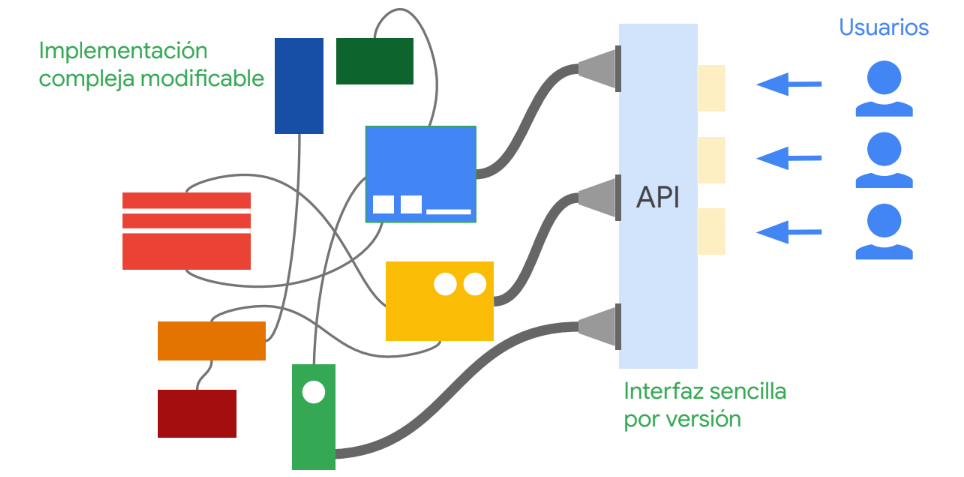 Implementación
compleja modificable
Usuarios
API
Interfaz sencilla
por versión